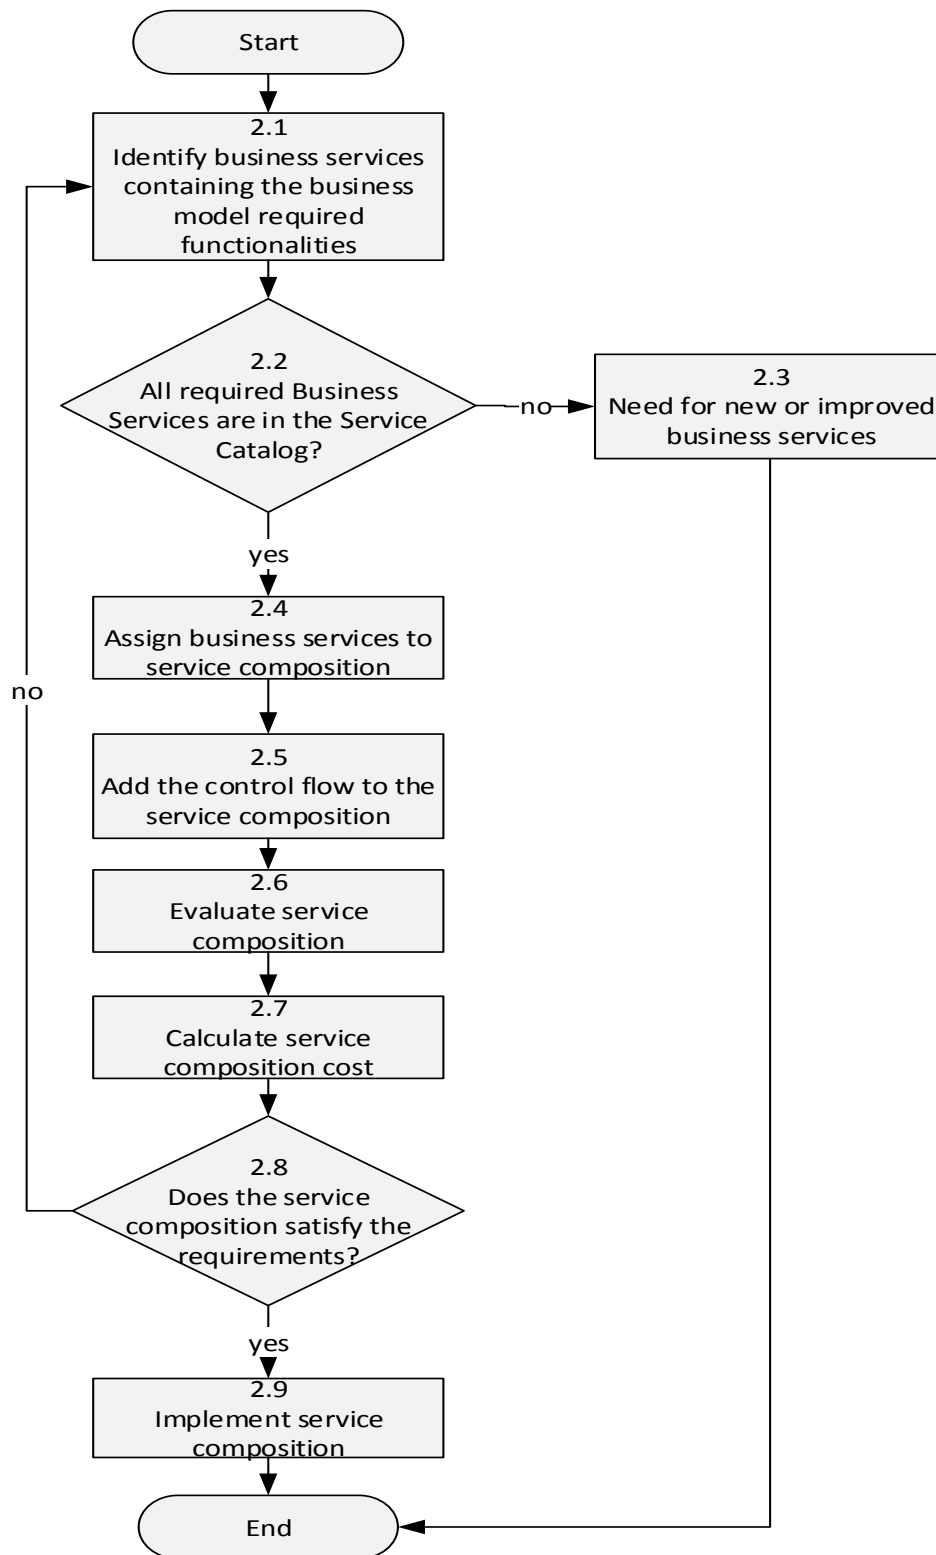 Start
2.1
Identify business services
containing the business
model required
functionalities
2.2
All required Business
Services are in the Service
Catalog?
no
2.3
Need for new or improved
business services
yes
2.4
Assign business services to
service composition
no
2.5
Add the control flow to the
service composition
2.6
Evaluate service
composition
2.7
Calculate service
composition cost
2.8
Does the service
composition satisfy the
requirements?
yes
2.9
Implement service
composition
End